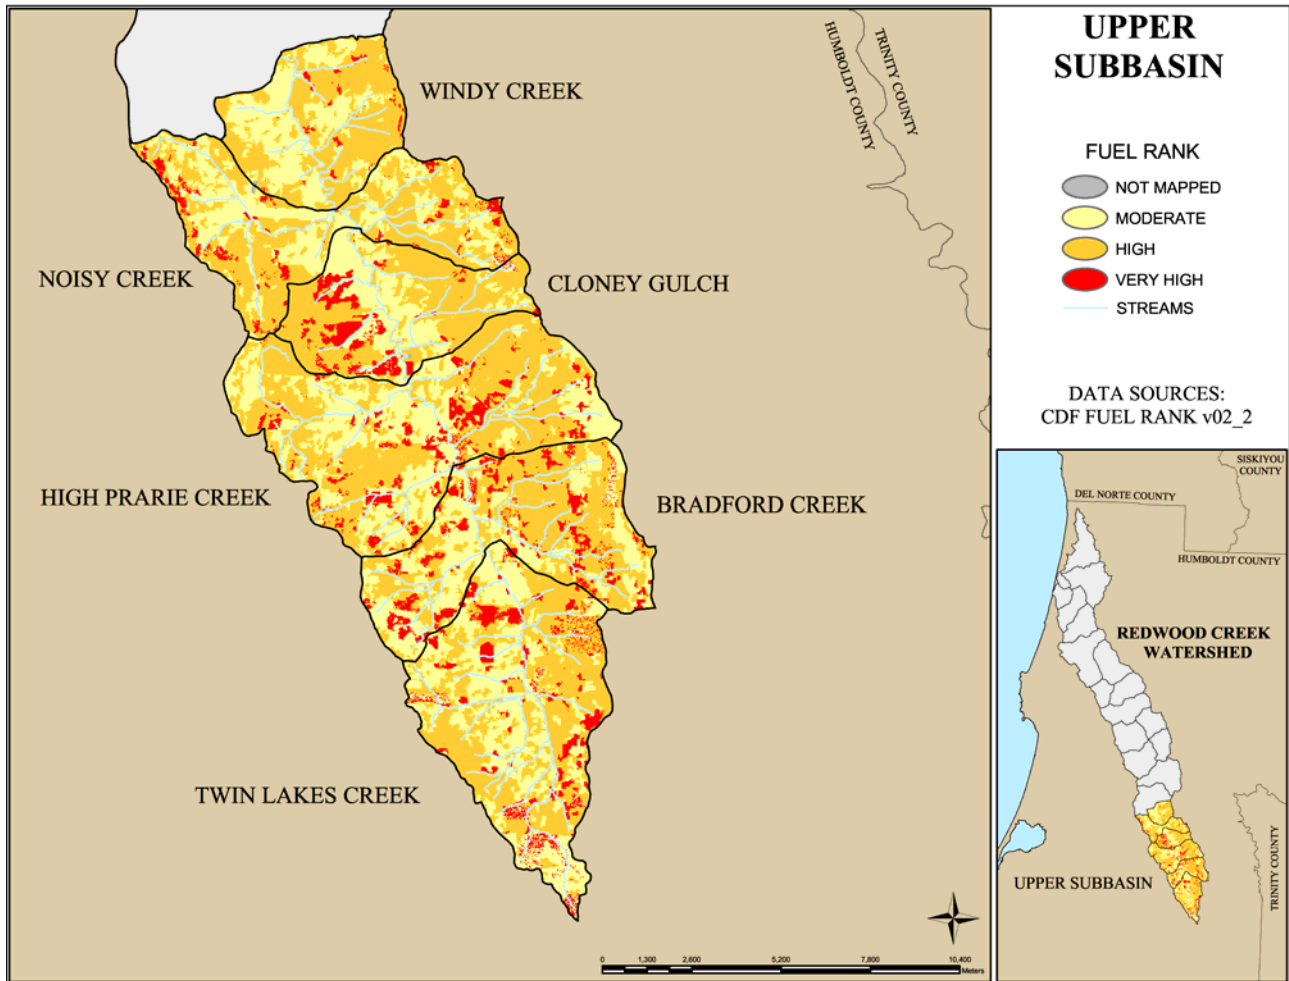 UPPER
SUBBASIN
FUEL RANK
NOT MAPPED
MODERATE
HIGH
VERY HIGH
STREAMS
DATA SOURCES:
CDF FUEL RANK v02_2
WINDY CREEK
TRINITY COUNTY
HUMBOLDT COUNTY
NOISY CREEK
CLONEY GULCH
HIGH PRARIE CREEK
BRADFORD CREEK
TWIN LAKES CREEK
0 1,300 2,600 5,200 7,800 10,400
Meters
SISKIYOU
COUNTY
DEL NORTE COUNTY
HUMBOLDT COUNTY
REDWOOD CREEK
WATERSHED
UPPER SUBBASIN
TRINITY COUNTY